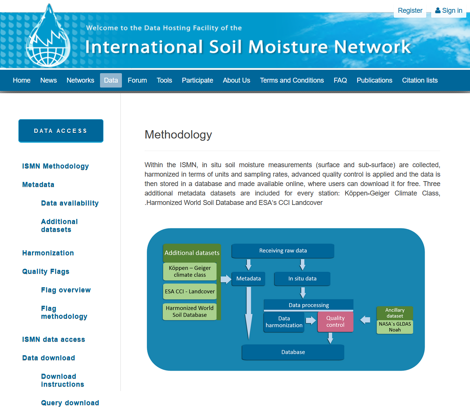 Register
Sign in
Welcome to the Data Hosting Facility of the
International Soil Moisture Network
Home News Networks Data Forum Tools Participate About Us Terms and Conditions FAQ Publications Citation lists
DATA ACCESS
ISMN Methodology
Metadata
Data availability
Additional
datasets
Harmonization
Quality Flags
Flag overview
Flag
methodology
ISMN data access
Data download
Download
instructions
Query download
Methodology
Within the ISMN, in situ soil moisture measurements (surface and sub-surface) are collected,
harmonized in terms of units and sampling rates, advanced quality control is applied and the data is
then stored in a database and made available online, where users can download it for free. Three
additional metadata datasets are included for every station: Köppen-Geiger Climate Class,
,Harmonized World Soil Database and ESA's CCI Landcover
Additional datasets
Köppen – Geiger
climate class
ESA CCI - Landcover
Harmonized World
Soil Database
Receiving raw data
Metadata
in situ data
Data processing
Data
harmonization
Quality
control
Ancillary
dataset
NASA's GLDAS
Noah
Database